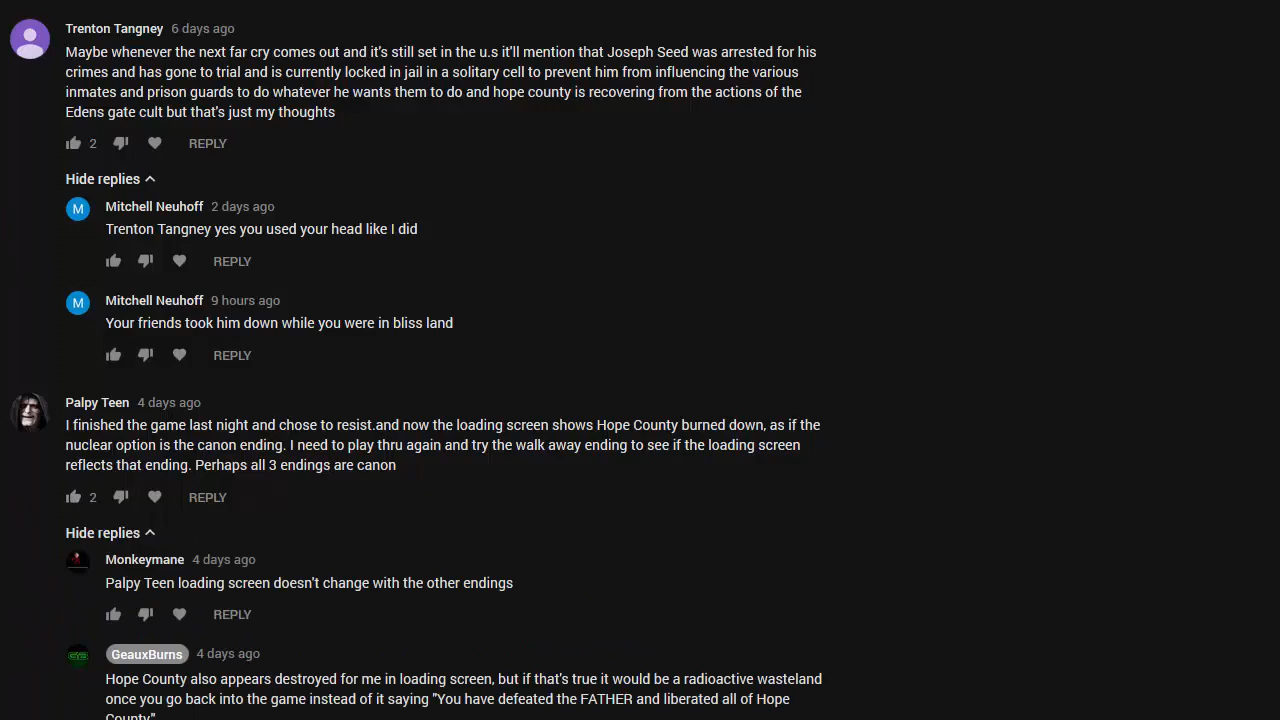 Trenton Tangney 6 days ago
Maybe whenever the next far cry comes out and it's still set in the u.s it'll mention that Joseph Seed was arrested for his
crimes and has gone to trial and is currently locked in jail in a solitary cell to prevent him from influencing the various
inmates and prison guards to do whatever he wants them to do and hope county is recovering from the actions of the
Edens gate cult but that's just my thoughts
2 REPLY
Hide replies
M Mitchell Neuhoff 2 days ago
Trenton Tangney yes you used your head like I did
REPLY
M Mitchell Neuhoff 9 hours ago
Your friends took him down while you were in bliss land
REPLY
Palpy Teen 4 days ago
I finished the game last night and chose to resist.and now the loading screen shows Hope County burned down, as if the
nuclear option is the canon ending. I need to play thru again and try the walk away ending to see if the loading screen
reflects that ending. Perhaps all 3 endings are canon
2 REPLY
Hide replies
Monkeymane 4 days ago
Palpy Teen loading screen doesn't change with the other endings
REPLY
GeauxBurns 4 days ago
Hope County also appears destroyed for me in loading screen, but if that's true it would be a radioactive wasteland
once you go back into the game instead of it saying "You have defeated the FATHER and liberated all of Hope
County"